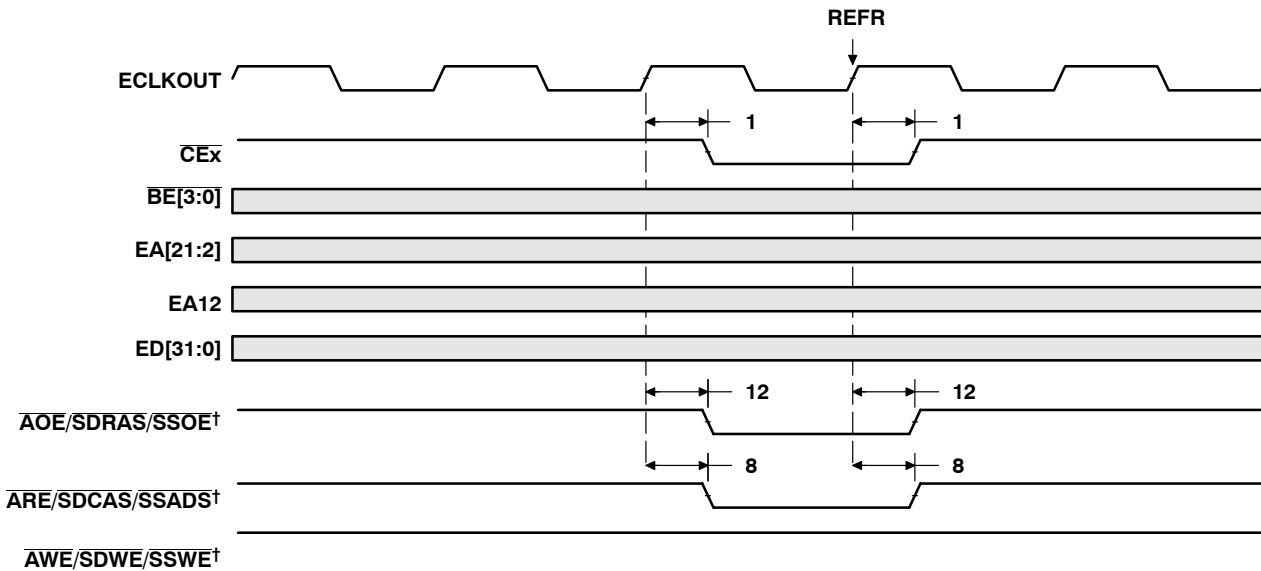 REFR
ECLKOUT
1 1
CEx
BE[3:0]
EA[21:2]
EA12
ED[31:0]
12 12
AOE/SDRAS/SSOE†
8 8
ARE/SDCAS/SSADS†
AWE/SDWE/SSWE†